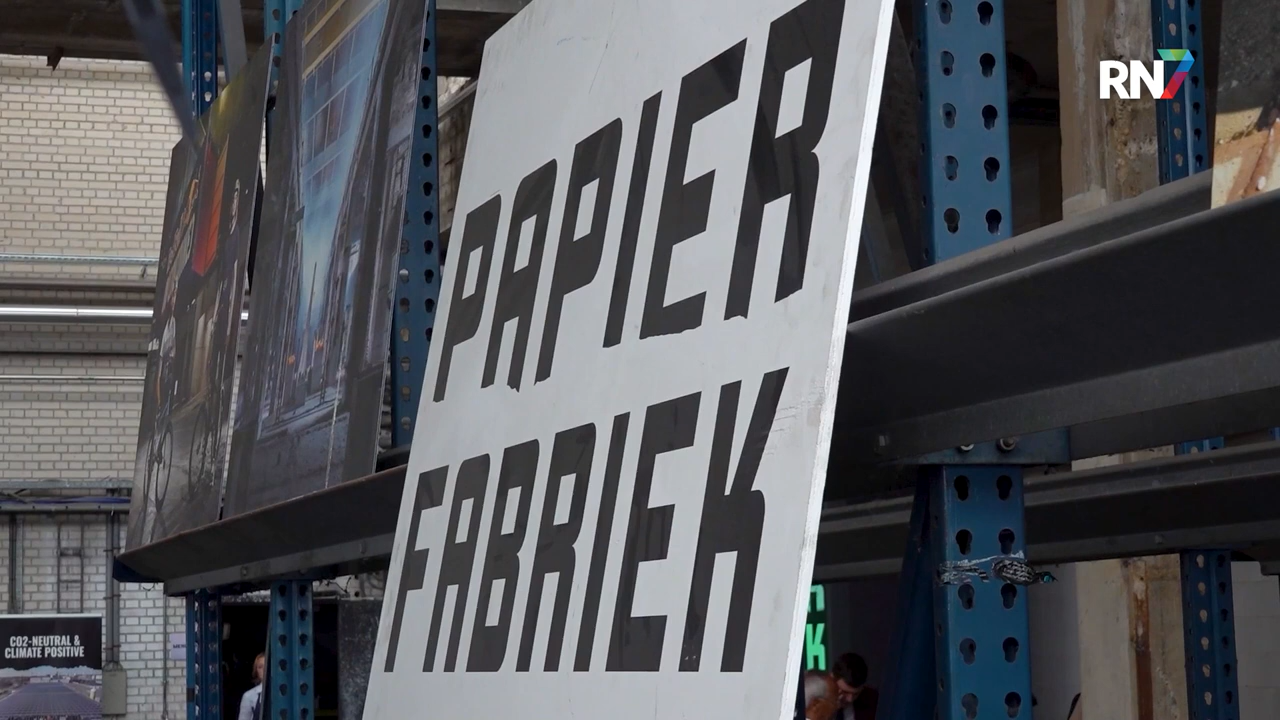 RN7
PAPIER
FABRIEK
CO2-NEUTRAL &
CLIMATE POSITIVE
K